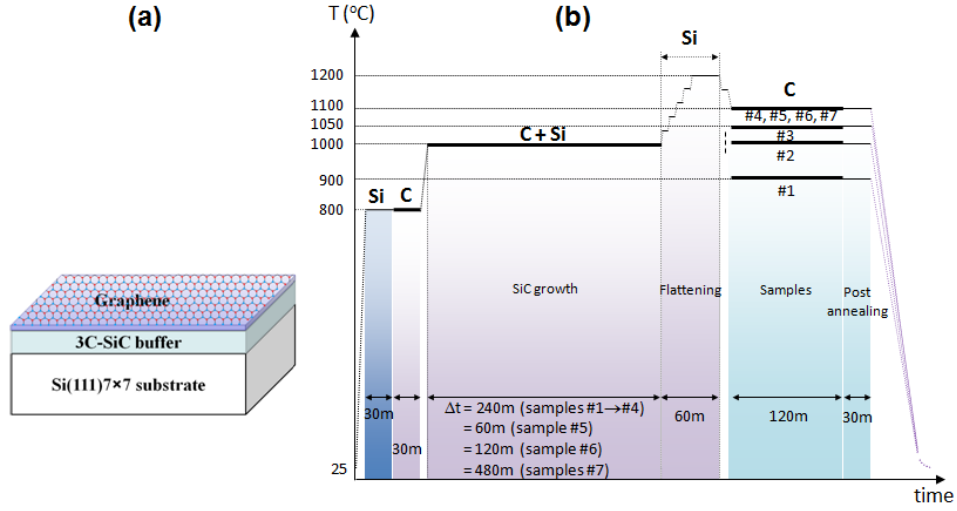 (a)
Graphene
3C-SiC buffer
Si(111)7×7 substrate
(b)
T (°C)
1200
1100
1050
1000
900
800
25
Si
C
C + Si
Si
C
#4, #5, #6, #7
#3
#2
#1
SiC growth
Flattening
Samples
Post
annealing
30m
30m
Δt = 240m (samples #1→#4)
= 60m (sample #5)
= 120m (sample #6)
= 480m (samples #7)
60m
120m
30m
time